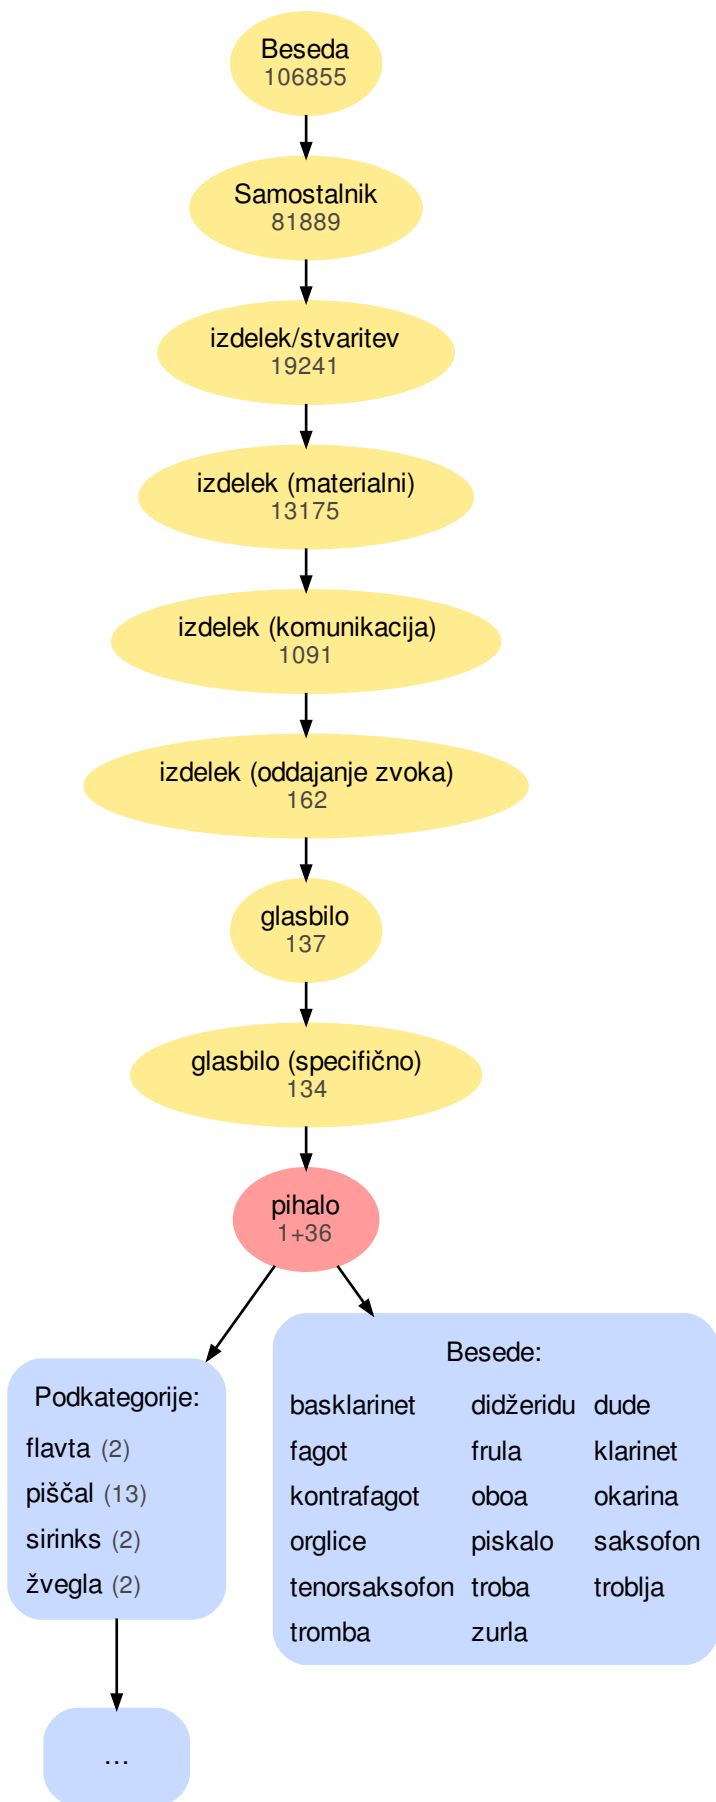 Beseda
106855
Samostalnik
81889
izdelek/stvaritev
19241
izdelek (materialni)
13175
izdelek (komunikacija)
1091
izdelek (oddajanje zvoka)
162
glasbilo
137
glasbilo (specifično)
134
pihalo
1+36
Podkategorije:
flavta (2)
piščal (13)
sirinks (2)
žvegla (2)
...
Besede:
basklarinet didžeridu dude
fagot frula klarinet
kontrafagot oboa okarina
orglice piskalo saksofon
tenorsaksofon troba troblja
tromba zurla